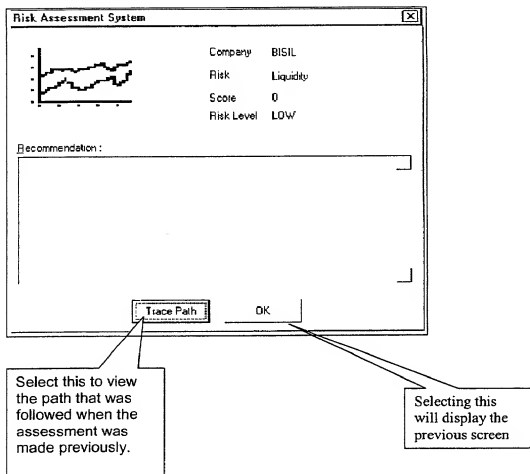 Risk Assessment System
Company BISIL
Risk Liquidity
Score 0
Risk Level LOW
Recommendation :
Trace Path OK
Select this to view
the path that was
followed when the
assessment was
made previously.
Selecting this
will display the
previous screen